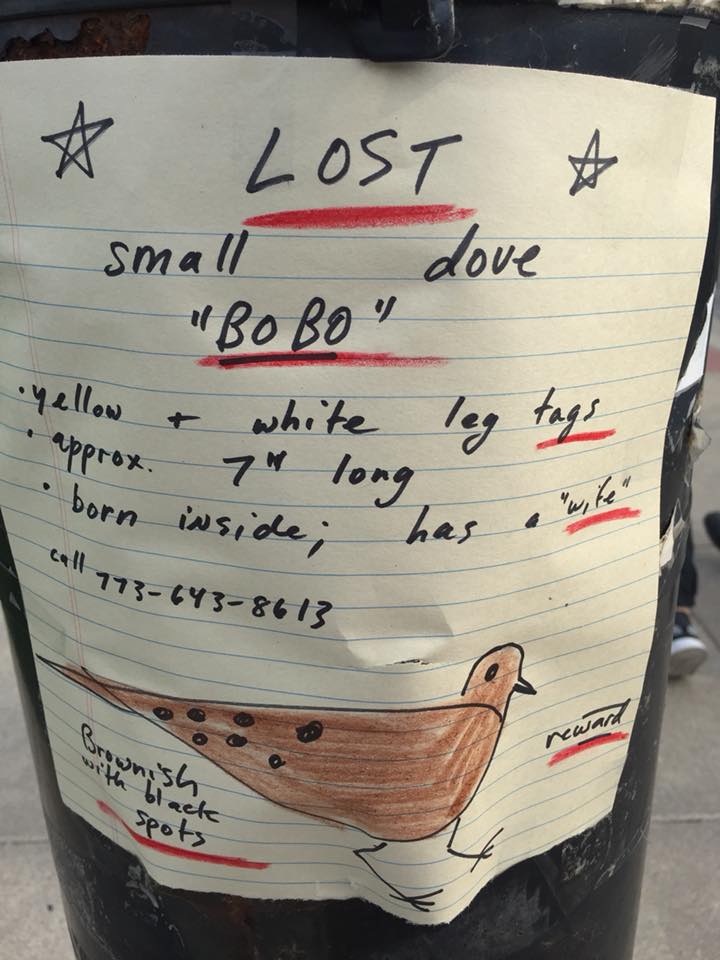 LOST
small dove
"BOBO"
• yellow + white leg tags
• approx. 7" long
• born inside; has a "wife"
call 773-643-8613
reward
Brownish
with black
spots